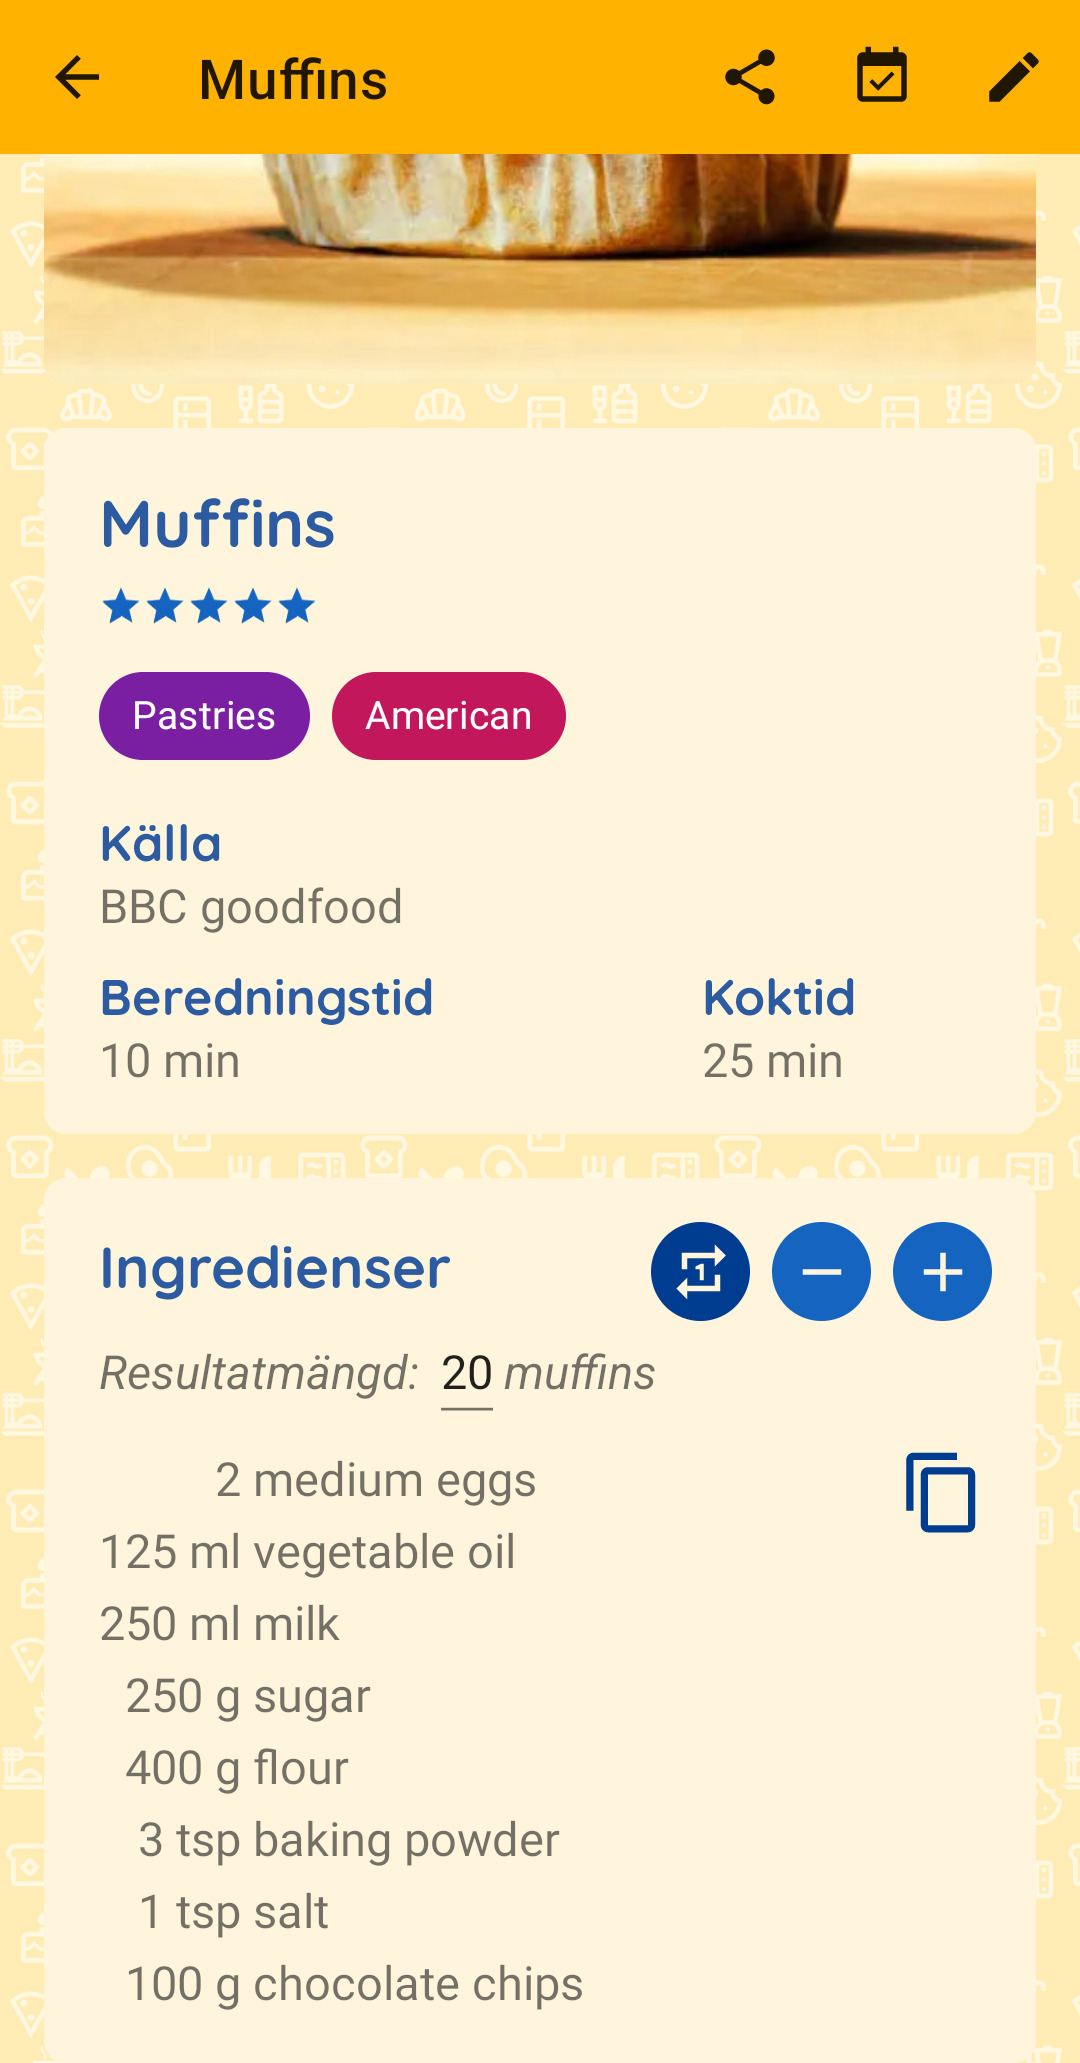 Muffins
Muffins
Pastries American
Källa
BBC goodfood
Beredningstid Koktid
10 min 25 min
Ingredienser 1
Resultatmängd: 20 muffins
2 medium eggs
125 ml vegetable oil
250 ml milk
250 g sugar
400 g flour
3 tsp baking powder
1 tsp salt
100 g chocolate chips